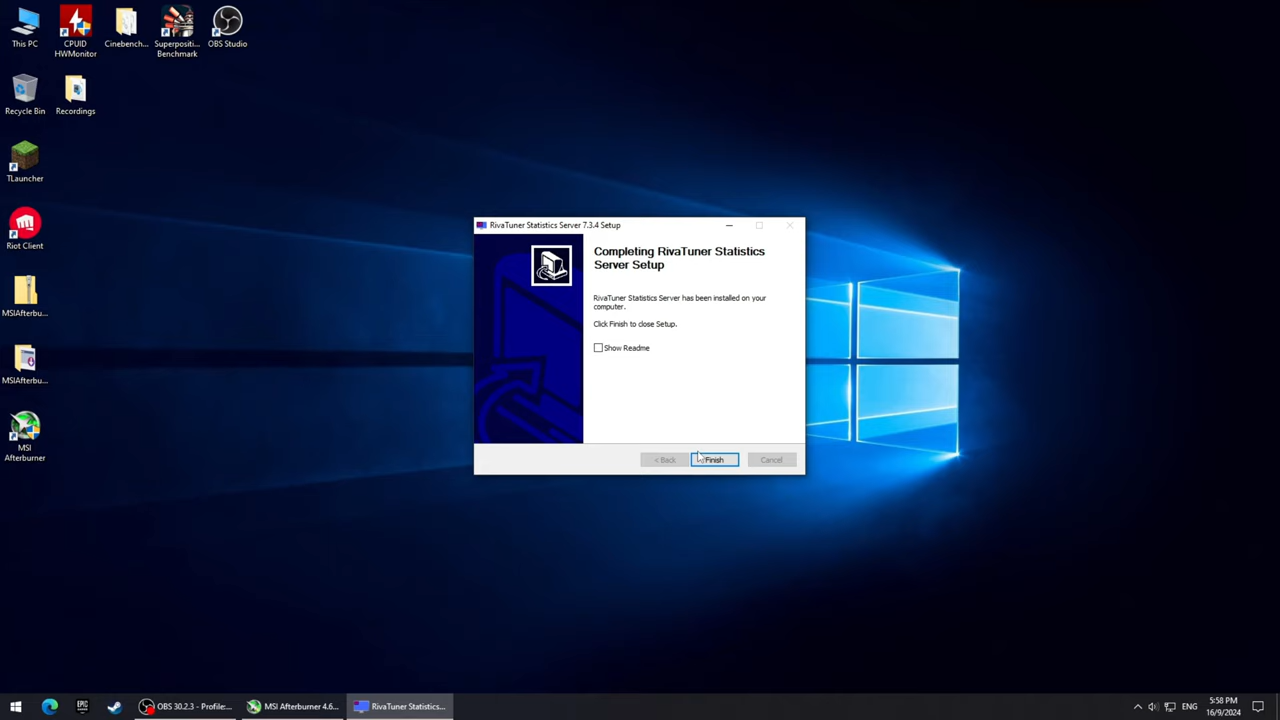 This PC
CPUID
HWMonitor
Cinebench...
Superpositi...
Benchmark
OBS Studio
Recycle Bin
Recordings
TLauncher
Riot Client
MSIAfterbu...
MSIAfterbu...
MSI
Afterburner
RivaTuner Statistics Server 7.3.4 Setup
Completing RivaTuner Statistics
Server Setup
RivaTuner Statistics Server has been installed on your
computer.
Click Finish to close Setup.
Show Readme
< Back
Finish
Cancel
EPIC
OBS 30.2.3 - Profile:...
MSI Afterburner 4.6...
RivaTuner Statistics...
ENG
5:58 PM
16/9/2024